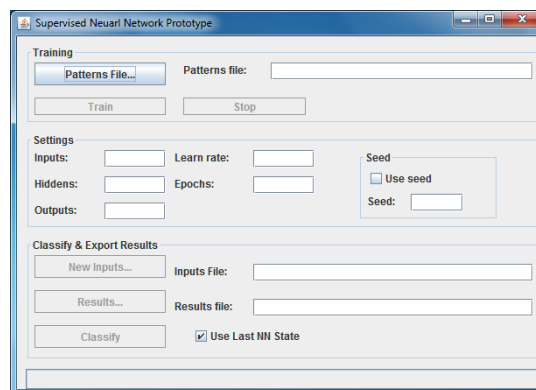 Supervised Neuarl Network Prototype
Training
Patterns File... Patterns file:
Train Stop
Settings
Inputs: Learn rate: Seed
Hiddens: Epochs: Use seed
Outputs: Seed:
Classify & Export Results
New Inputs... Inputs File:
Results... Results file:
Classify Use Last NN State